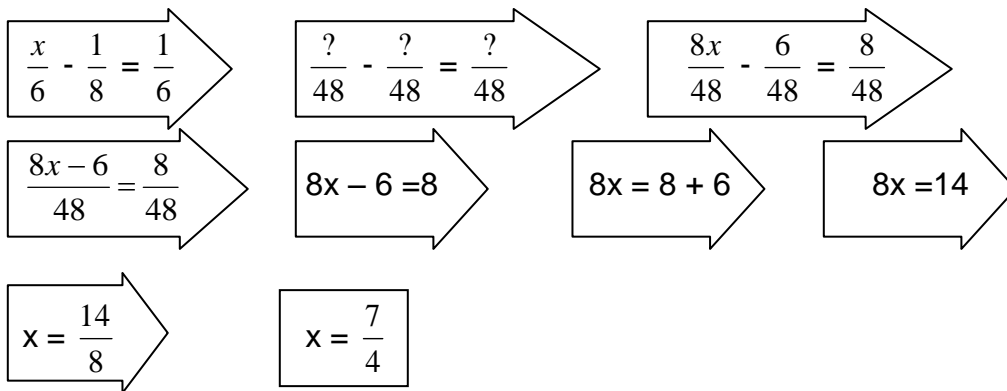 x/6 - 1/8 = 1/6
?/48 - ?/48 = ?/48
8x/48 - 6/48 = 8/48
(8x – 6)/48 = 8/48
8x – 6 =8
8x = 8 + 6
8x =14
x = 14/8
x = 7/4